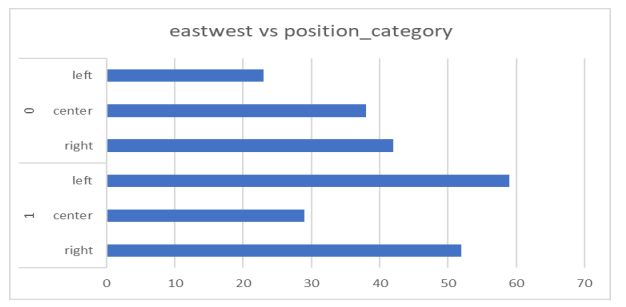 eastwest vs position_category
left
0 center
right
left
1 center
right
0 10 20 30 40 50 60 70